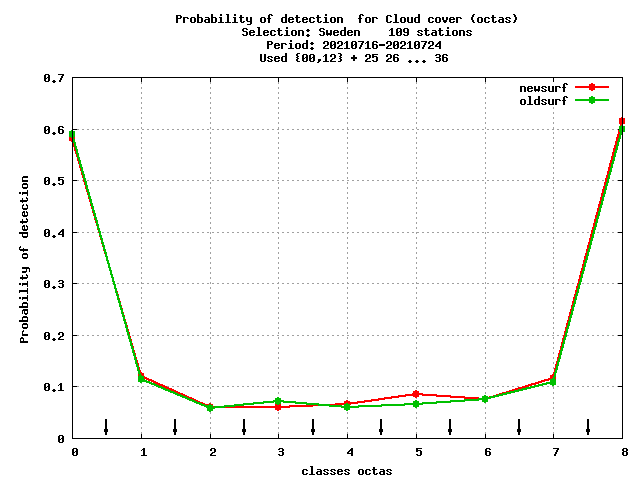 Probability of detection  for Cloud cover (octas)
Selection: Sweden    109 stations
Period: 20210716-20210724
Used {00,12} + 25 26 ... 36
newsurf
oldsurf
0.7
0.6
0.5
0.4
0.3
0.2
0.1
0
Probability of detection
0 1 2 3 4 5 6 7 8
classes octas